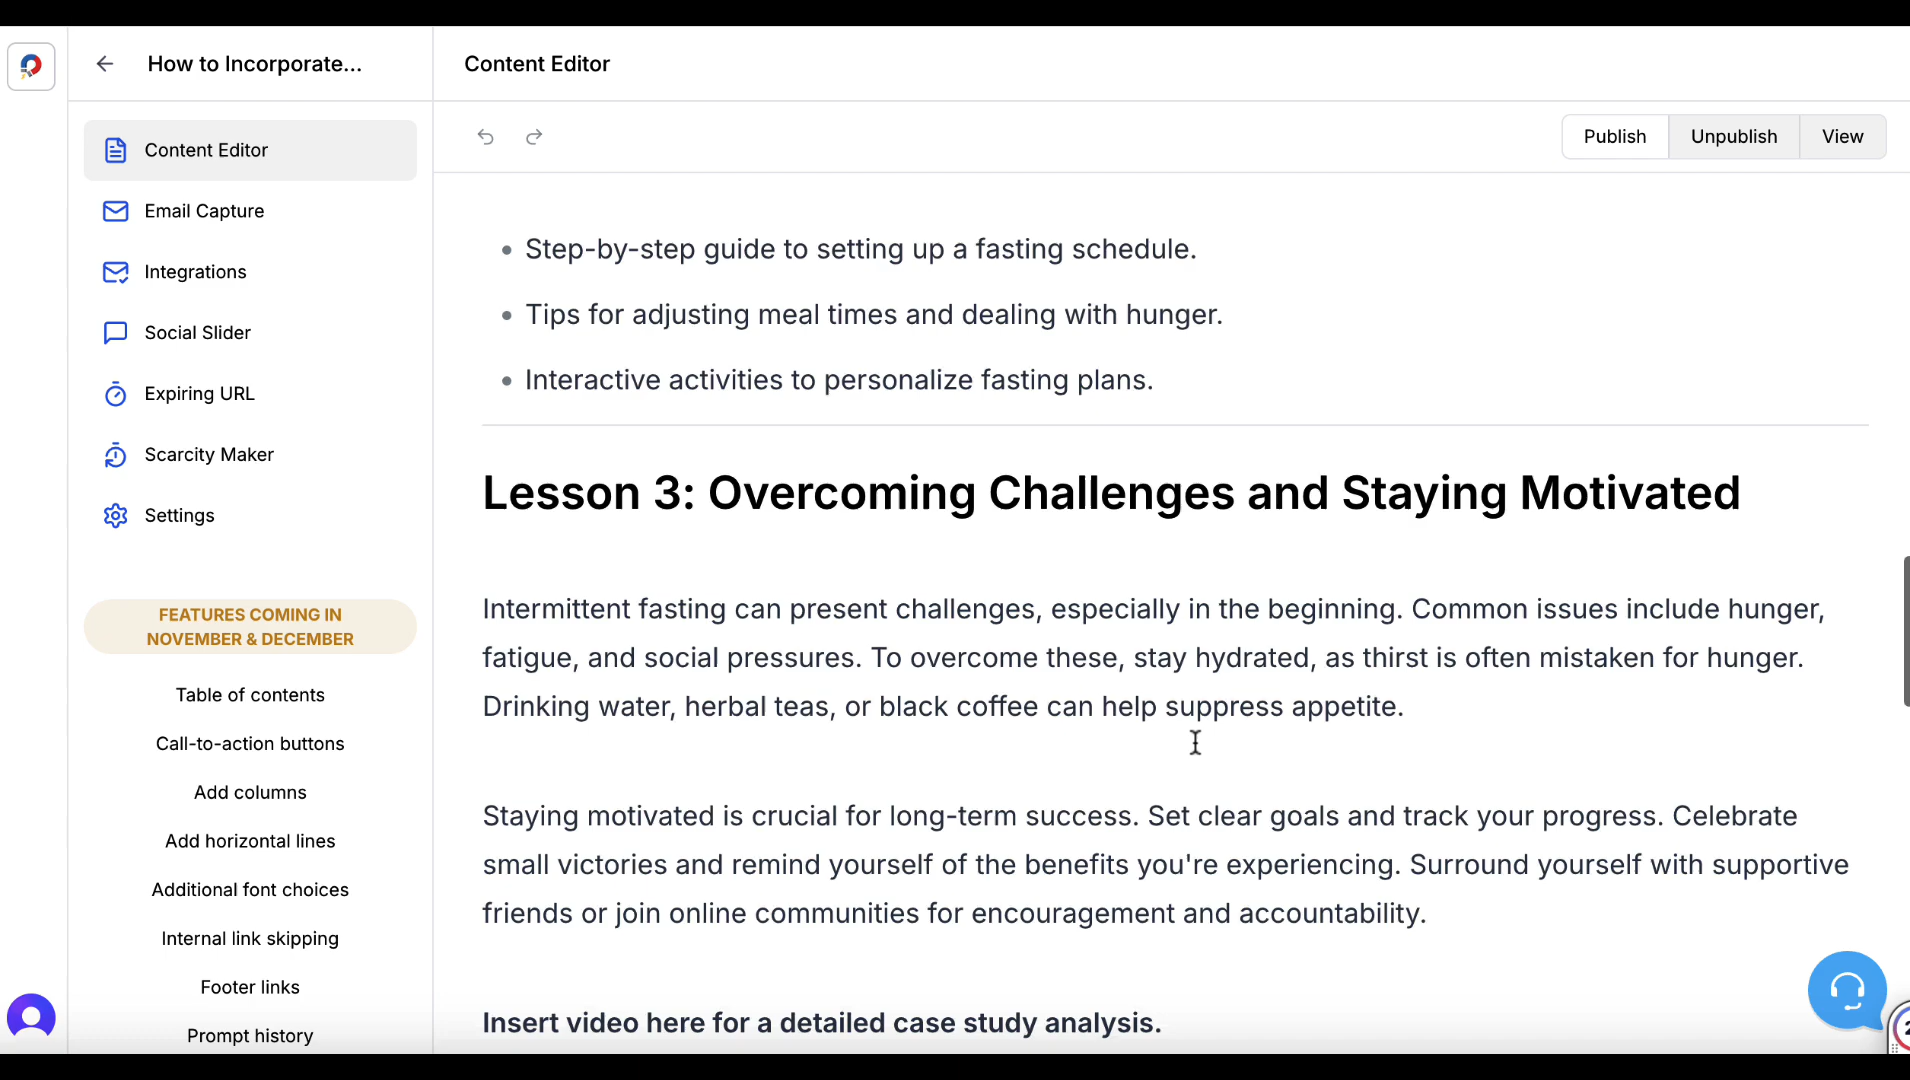 How to Incorporate...
Content Editor
Content Editor
Email Capture
Integrations
Social Slider
Expiring URL
Scarcity Maker
Settings
FEATURES COMING IN
NOVEMBER & DECEMBER
Table of contents
Call-to-action buttons
Add columns
Add horizontal lines
Additional font choices
Internal link skipping
Footer links
Prompt history
Publish
Unpublish
View
• Step-by-step guide to setting up a fasting schedule.
• Tips for adjusting meal times and dealing with hunger.
• Interactive activities to personalize fasting plans.
Lesson 3: Overcoming Challenges and Staying Motivated
Intermittent fasting can present challenges, especially in the beginning. Common issues include hunger,
fatigue, and social pressures. To overcome these, stay hydrated, as thirst is often mistaken for hunger.
Drinking water, herbal teas, or black coffee can help suppress appetite.
Staying motivated is crucial for long-term success. Set clear goals and track your progress. Celebrate
small victories and remind yourself of the benefits you're experiencing. Surround yourself with supportive
friends or join online communities for encouragement and accountability.
Insert video here for a detailed case study analysis.